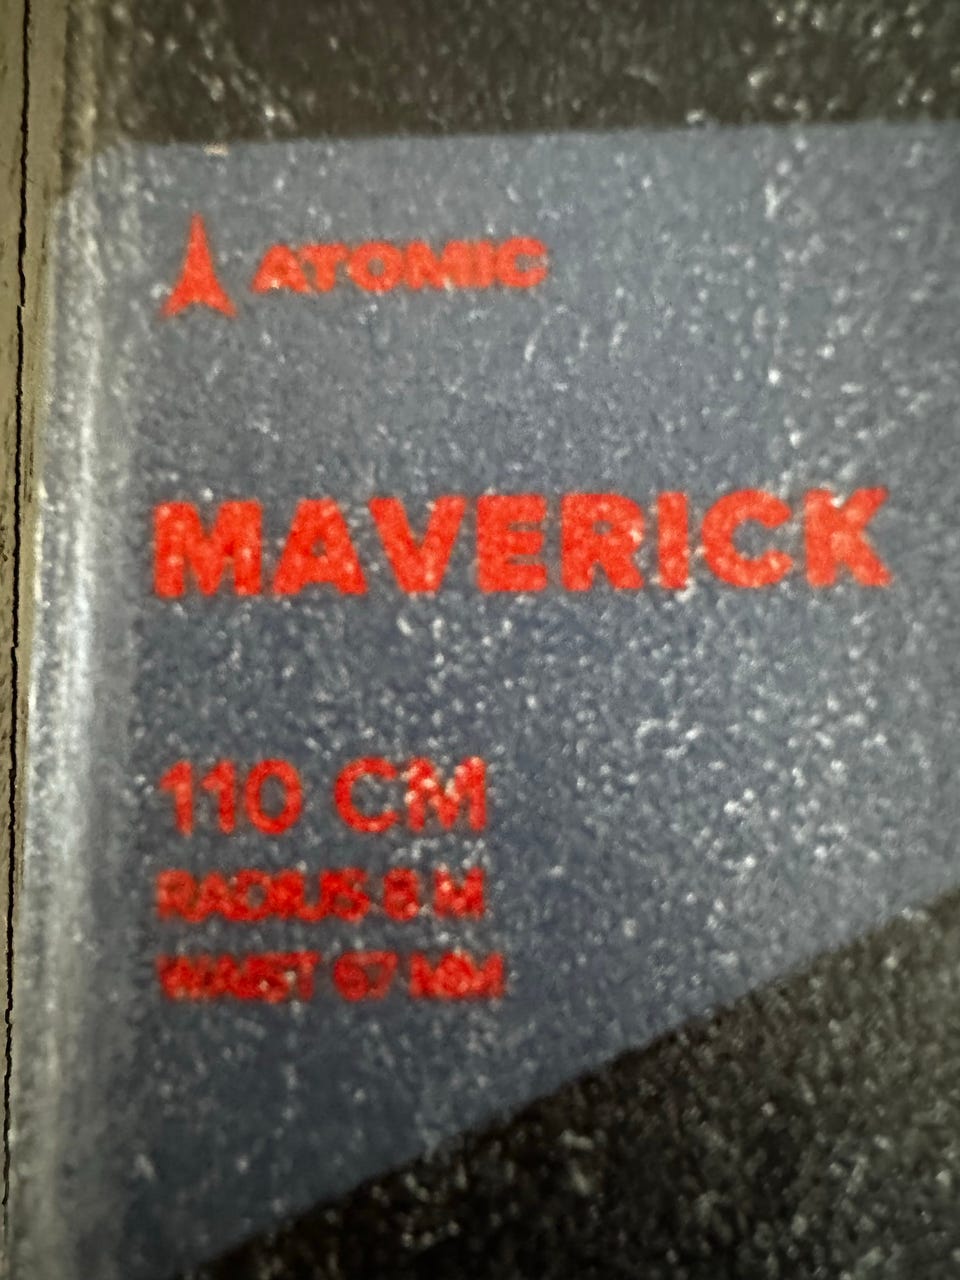 ATOMIC
MAVERICK
110 CM
RADIUS 8 M
WAIST 67 MM